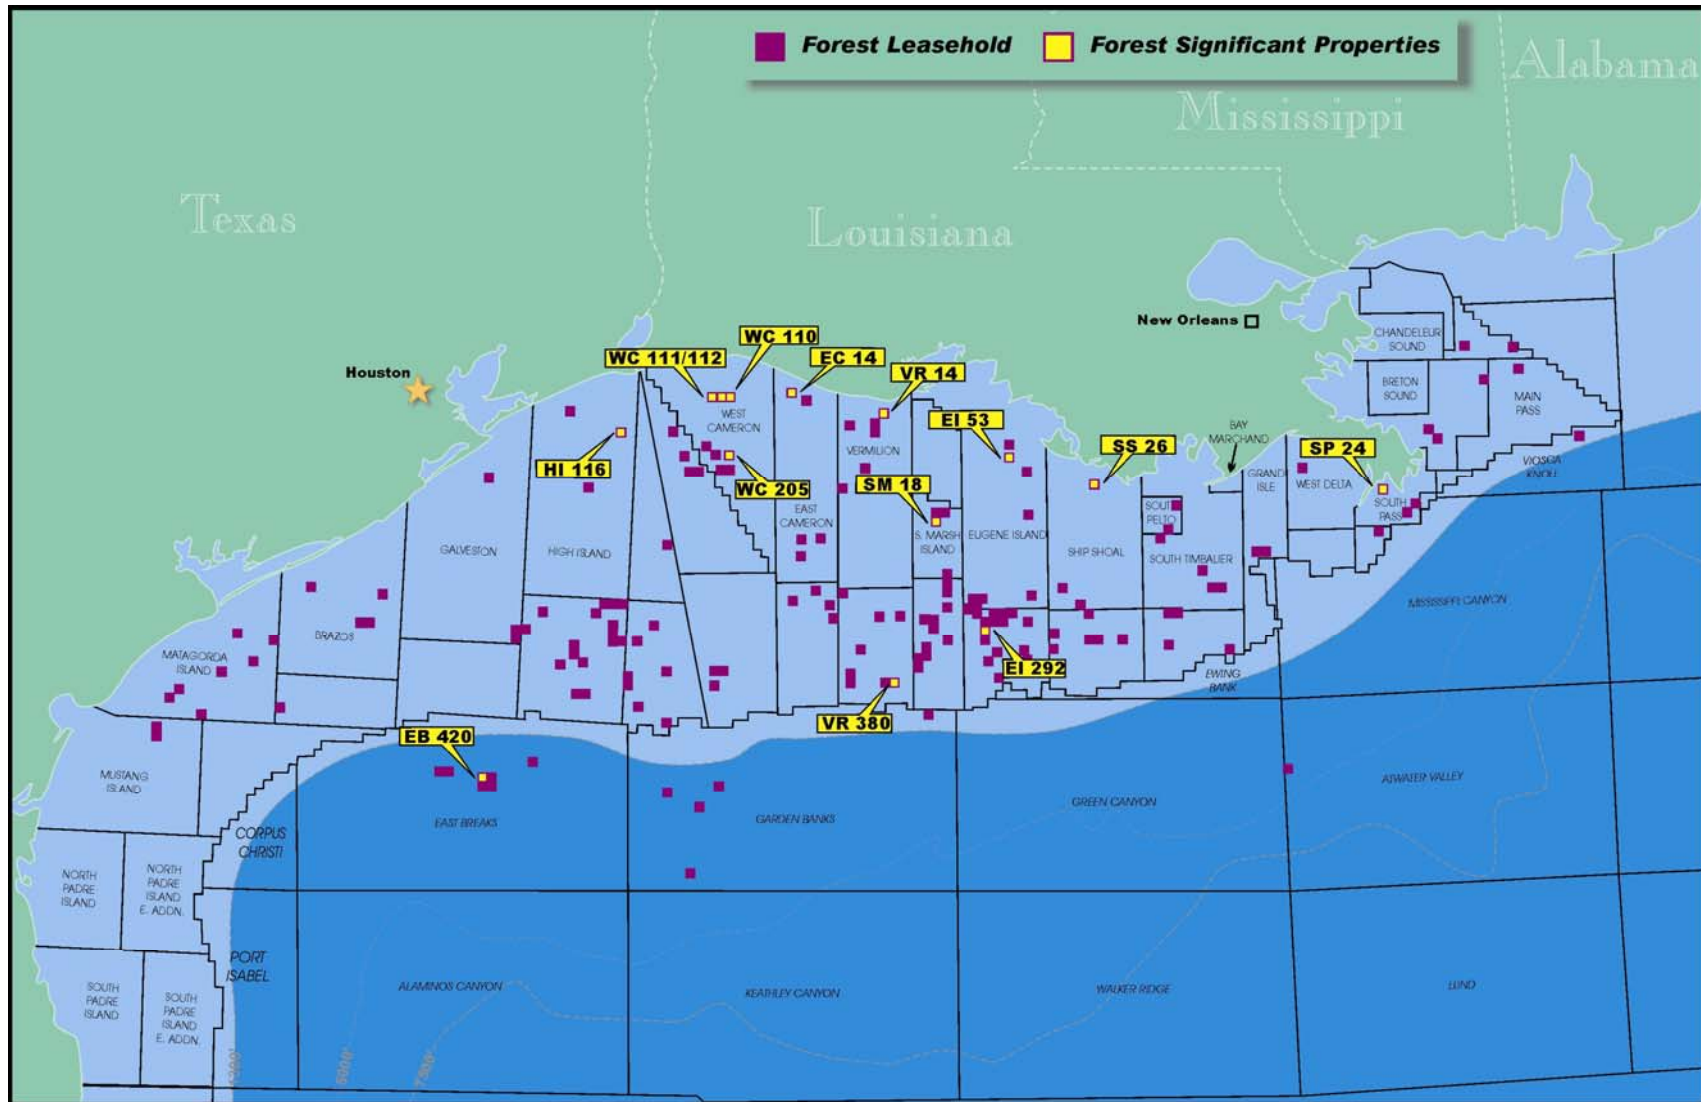 Forest Leasehold
Forest Significant Properties
Alabama
Mississippi
Texas
Louisiana
New Orleans
Houston
WC 110
WC 111/112
EC 14
VR 14
EI 53
SS 26
SP 24
HI 116
WC 205
SM 18
EI 292
VR 380
EB 420
CHANDELEUR
SOUND
BRETON
SOUND
MAIN
PASS
VIOSCA
KNOLL
BAY
MARCHAND
GRAND
ISLE
WEST DELTA
SOUTH
PASS
WEST
CAMERON
VERMILION
EAST
CAMERON
S. MARSH
ISLAND
EUGENE ISLAND
SHIP SHOAL
SOUTH
PELTO
SOUTH TIMBALIER
GALVESTON
HIGH ISLAND
BRAZOS
MATAGORDA
ISLAND
EWING
BANK
MISSISSIPPI CANYON
MUSTANG
ISLAND
CORPUS
CHRISTI
EAST BREAKS
GARDEN BANKS
GREEN CANYON
ATWATER VALLEY
NORTH
PADRE
ISLAND
NORTH
PADRE
ISLAND
E. ADDN.
PORT
ISABEL
SOUTH
PADRE
ISLAND
SOUTH
PADRE
ISLAND
E. ADDN.
ALAMINOS CANYON
KEATHLEY CANYON
WALKER RIDGE
LUND
7500'